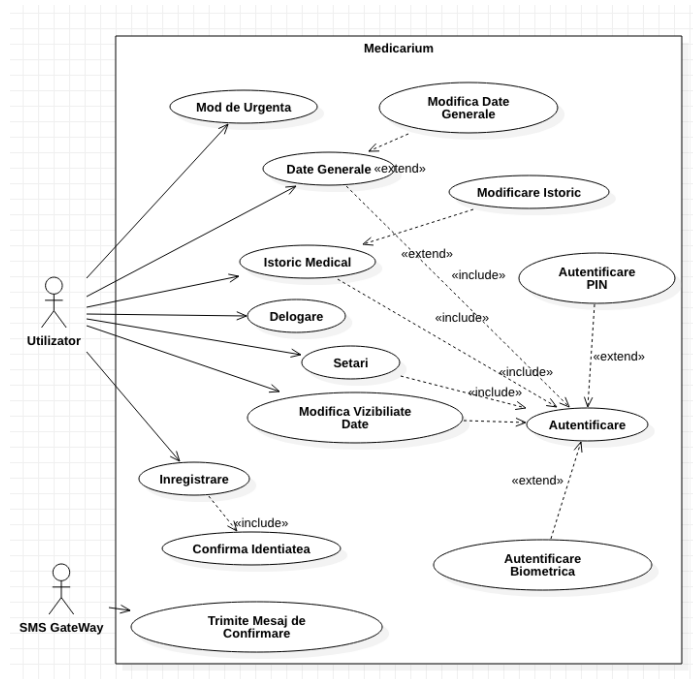 Medicarium
Mod de Urgenta
Modifica Date
Generale
Date Generale
«extend»
Modificare Istoric
Istoric Medical
«extend»
«include»
Autentificare
PIN
Utilizator
Delogare
«include»
Setari
«extend»
«include»
«include»
Modifica Vizibiliate
Date
Autentificare
Inregistrare
«extend»
«include»
Confirma Identiatea
Autentificare
Biometrica
SMS GateWay
Trimite Mesaj de
Confirmare